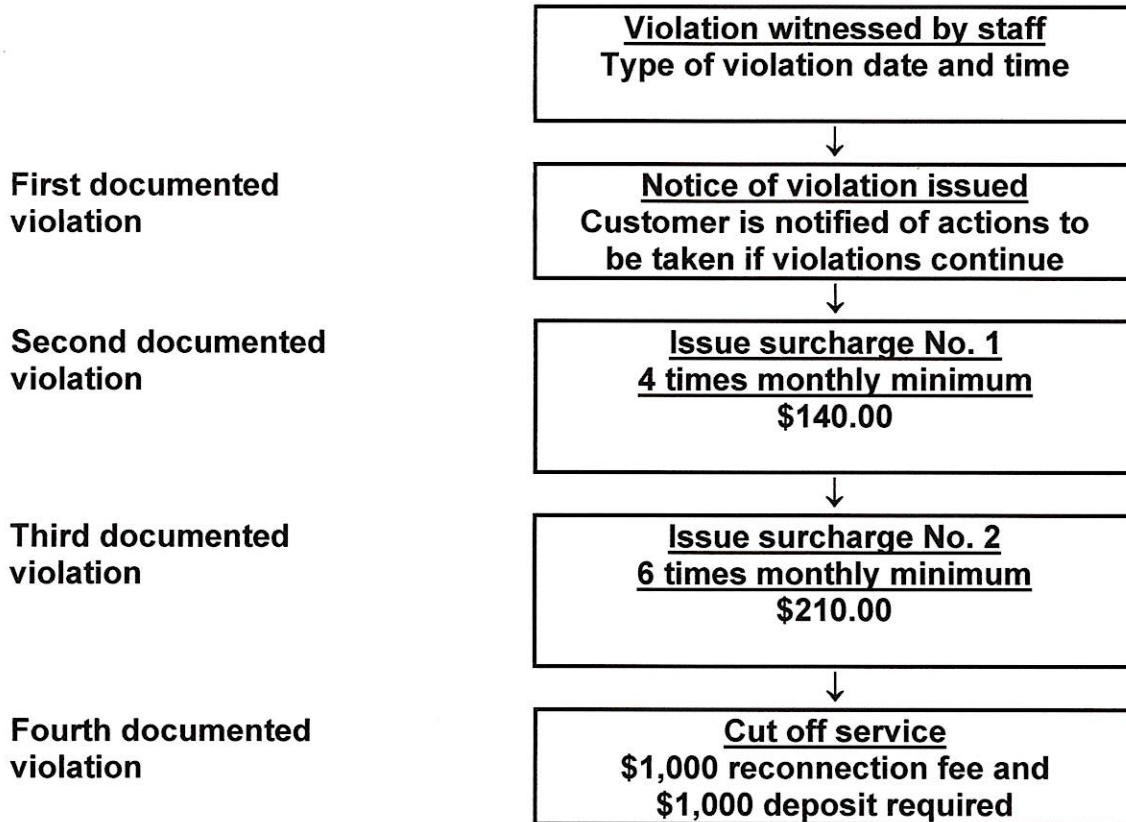 Violation witnessed by staff
Type of violation date and time
↓
First documented
violation
Notice of violation issued
Customer is notified of actions to
be taken if violations continue
↓
Second documented
violation
Issue surcharge No. 1
4 times monthly minimum
$140.00
↓
Third documented
violation
Issue surcharge No. 2
6 times monthly minimum
$210.00
↓
Fourth documented
violation
Cut off service
$1,000 reconnection fee and
$1,000 deposit required